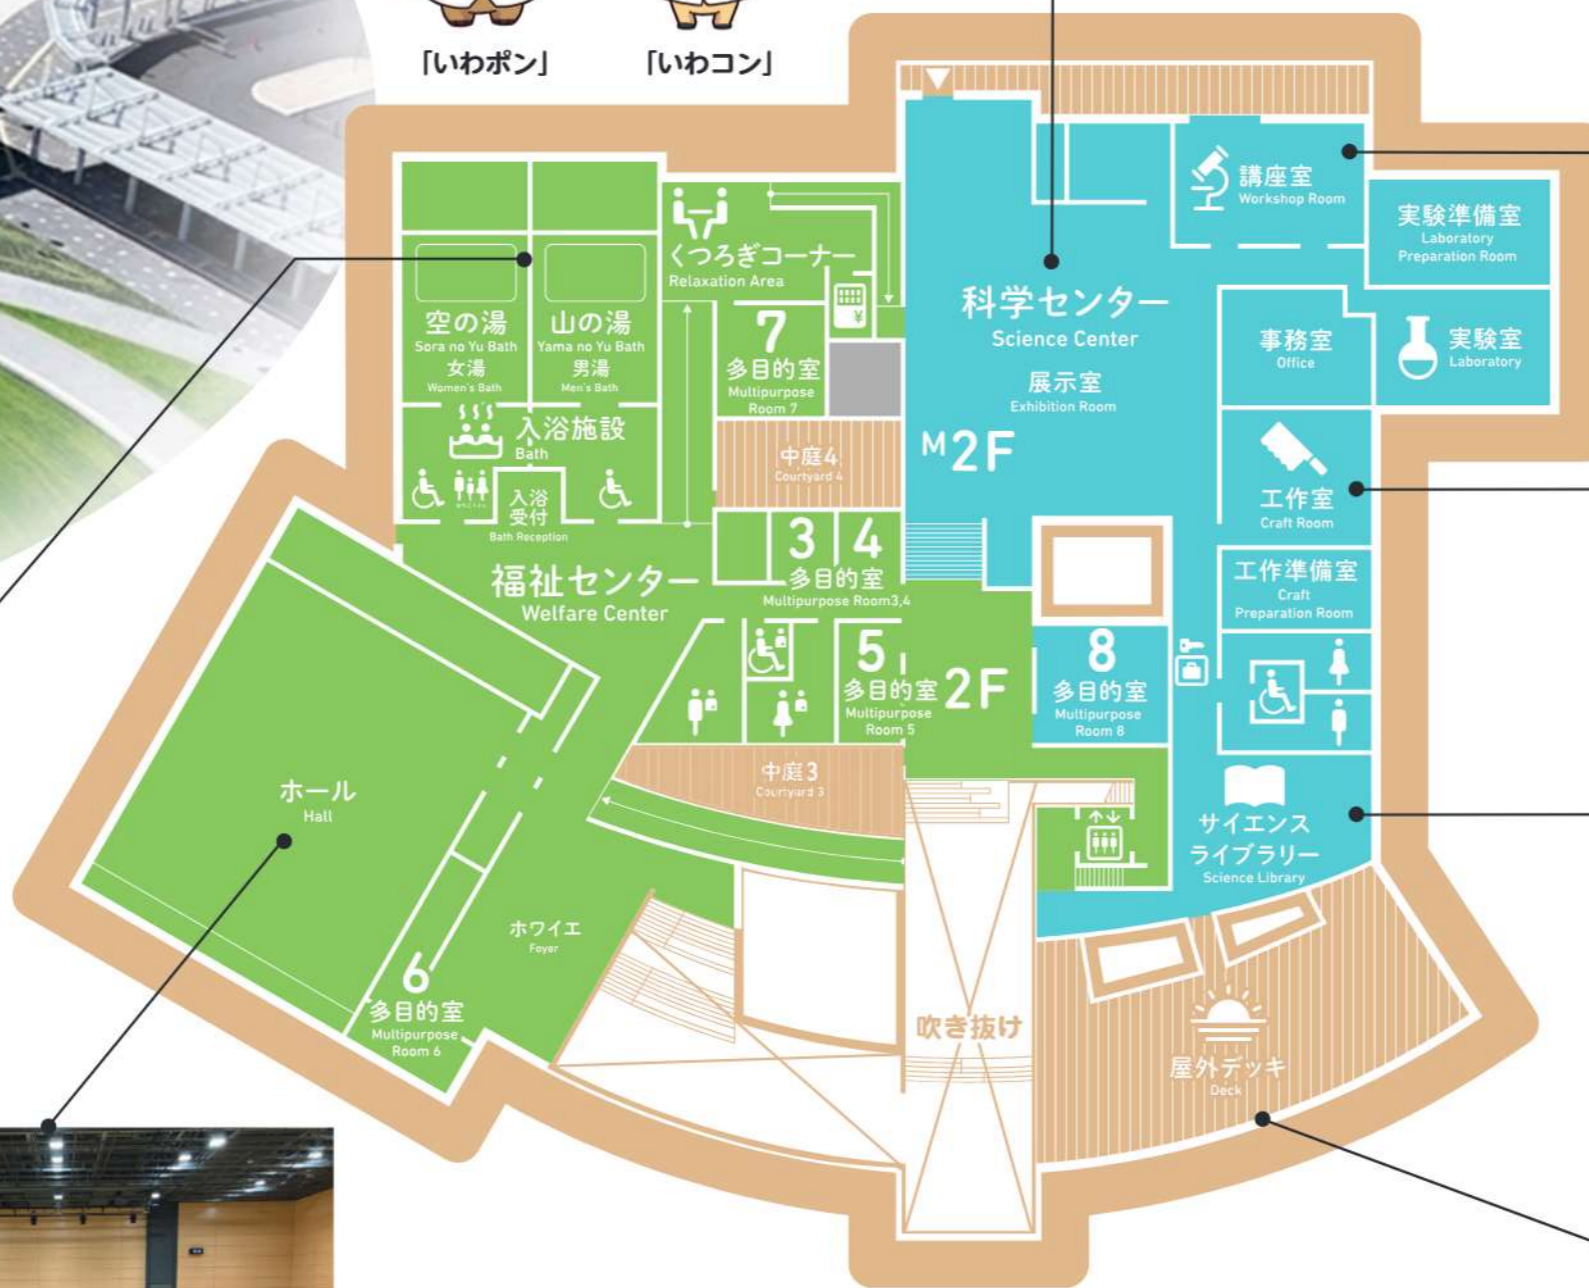 「いわポン」
「いわコン」
講座室
Workshop Room
実験準備室
Laboratory
Preparation Room
くつろぎコーナー
Relaxation Area
¥
空の湯
Sora no Yu Bath
女湯
Women's Bath
山の湯
Yama no Yu Bath
男湯
Men's Bath
7
多目的室
Multipurpose
Room 7
科学センター
Science Center
展示室
Exhibition Room
M2F
事務室
Office
実験室
Laboratory
入浴施設
Bath
入浴
受付
Bath Reception
中庭4
Courtyard 4
工作室
Craft Room
3 4
多目的室
Multipurpose Room3,4
福祉センター
Welfare Center
工作準備室
Craft
Preparation Room
5
多目的室
Multipurpose
Room 5
2F
8
多目的室
Multipurpose
Room 8
ホール
Hall
中庭3
Courtyard 3
サイエンス
ライブラリー
Science Library
ホワイエ
Foyer
6
多目的室
Multipurpose
Room 6
吹き抜け
屋外デッキ
Deck